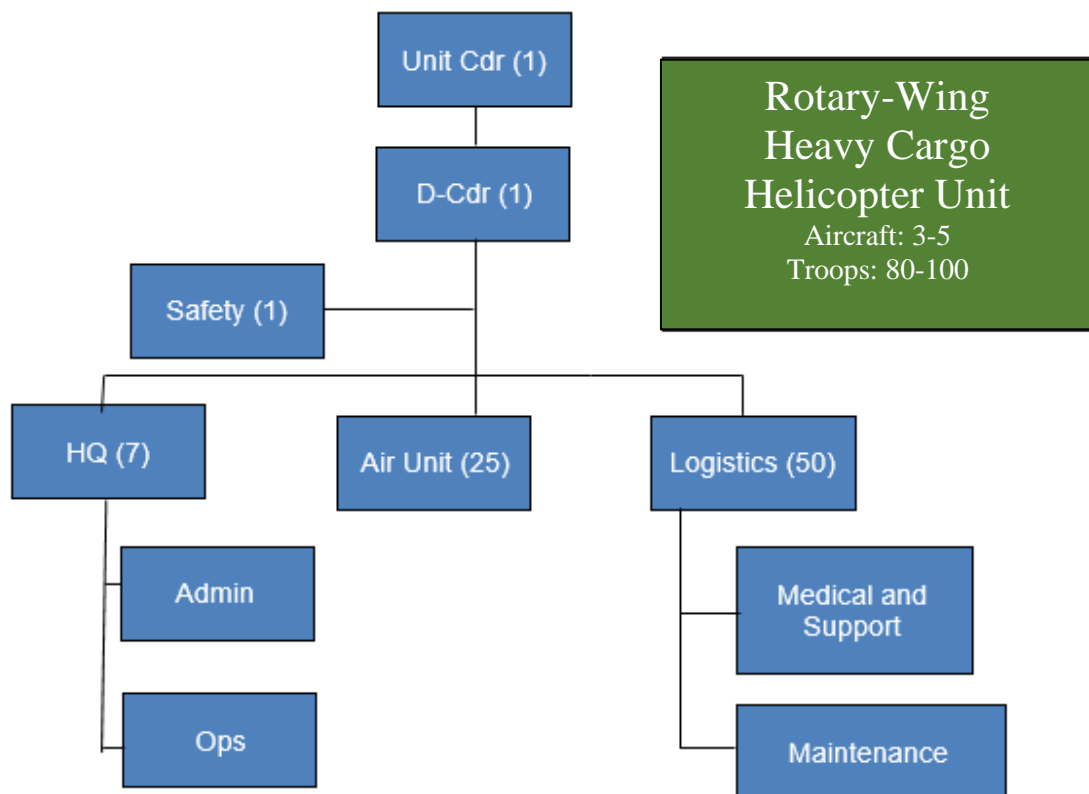 Unit Cdr (1)
Rotary-Wing
Heavy Cargo
Helicopter Unit
Aircraft: 3-5
Troops: 80-100
D-Cdr (1)
Safety (1)
HQ (7)
Air Unit (25)
Logistics (50)
Admin
Medical and
Support
Ops
Maintenance